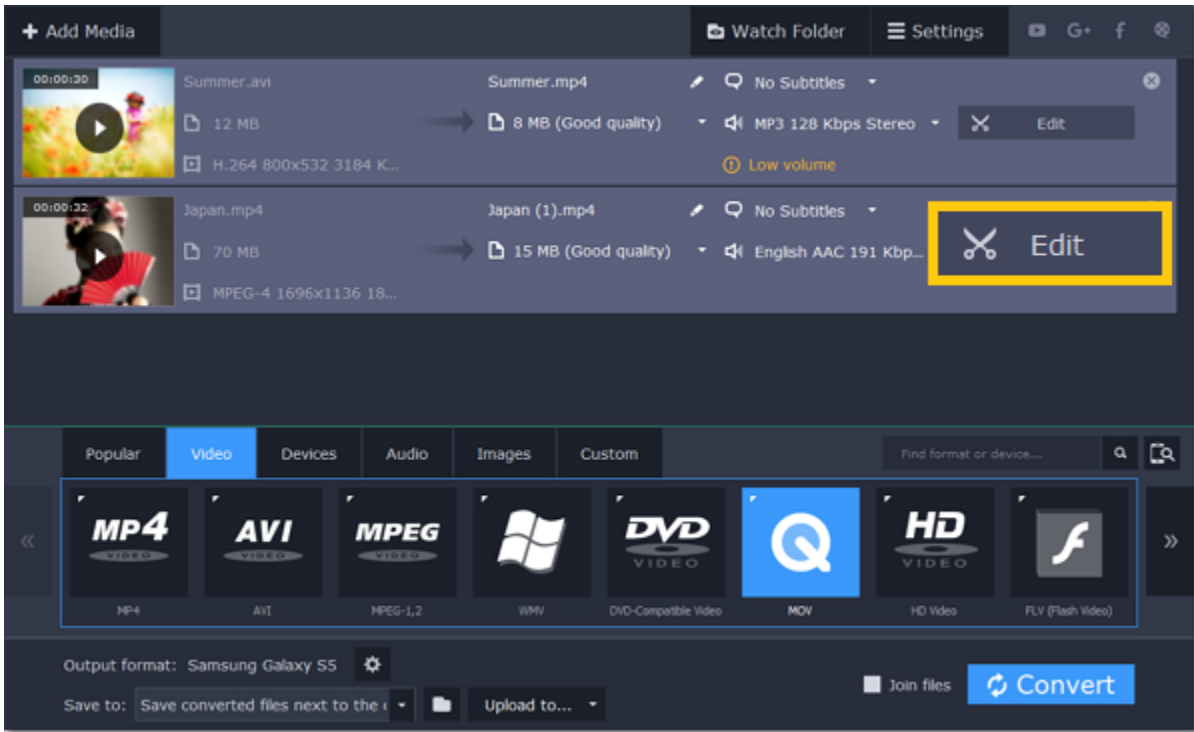 Add Media
Watch Folder
Settings
G+ f
00:00:30
Summer.avi
Summer.mp4
No Subtitles
12 MB
8 MB (Good quality)
MP3 128 Kbps Stereo
Edit
H.264 800x532 3184 K...
Low volume
00:00:32
Japan.mp4
Japan (1).mp4
No Subtitles
70 MB
15 MB (Good quality)
English AAC 191 Kbp...
Edit
MPEG-4 1696x1136 18...
Popular
Video
Devices
Audio
Images
Custom
Find format or device....
MP4
VIDEO
AVI
VIDEO
MPEG
VIDEO
DVD
VIDEO
HD
VIDEO
MP4
AVI
MPEG-1,2
WMV
DVD-Compatible Video
MOV
HD Video
FLV (Flash Video)
Output format: Samsung Galaxy S5
Join files
Convert
Save to:
Save converted files next to the
Upload to...